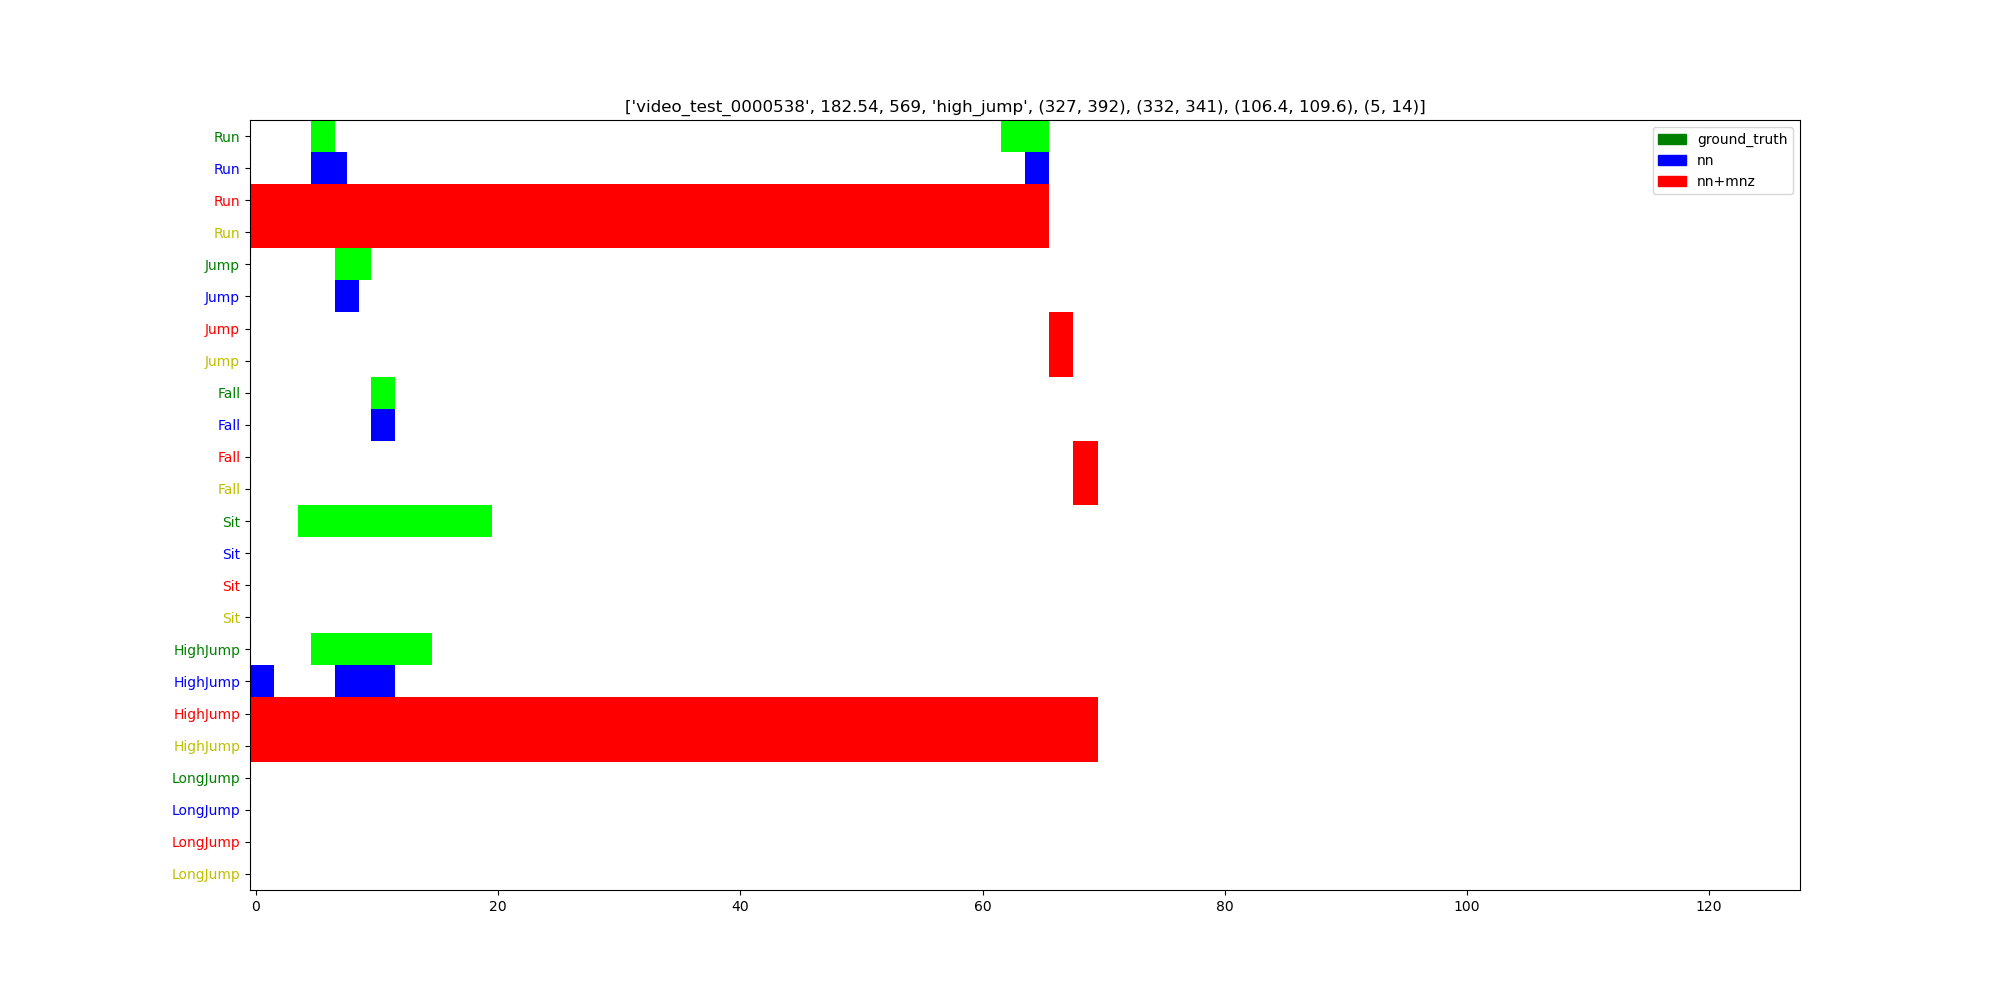 ['video_test_0000538', 182.54, 569, 'high_jump', (327, 392), (332, 341), (106.4, 109.6), (5, 14)]
ground_truth
nn
nn+mnz
Run
Run
Run
Run
Jump
Jump
Jump
Jump
Fall
Fall
Fall
Fall
Sit
Sit
Sit
Sit
HighJump
HighJump
HighJump
HighJump
LongJump
LongJump
LongJump
LongJump
0 20 40 60 80 100 120